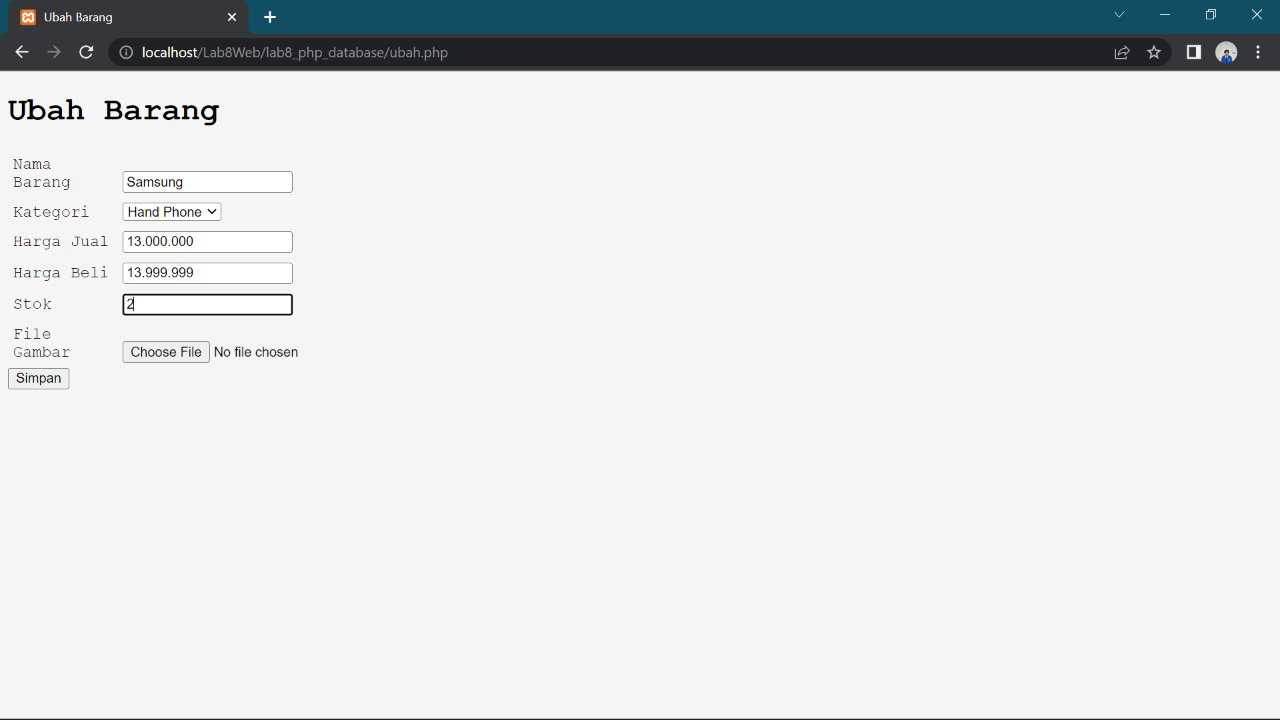 Ubah Barang
localhost/Lab8Web/lab8_php_database/ubah.php
Ubah Barang
Nama
Barang Samsung
Kategori Hand Phone
Harga Jual 13.000.000
Harga Beli 13.999.999
Stok 2
File
Gambar Choose File No file chosen
Simpan